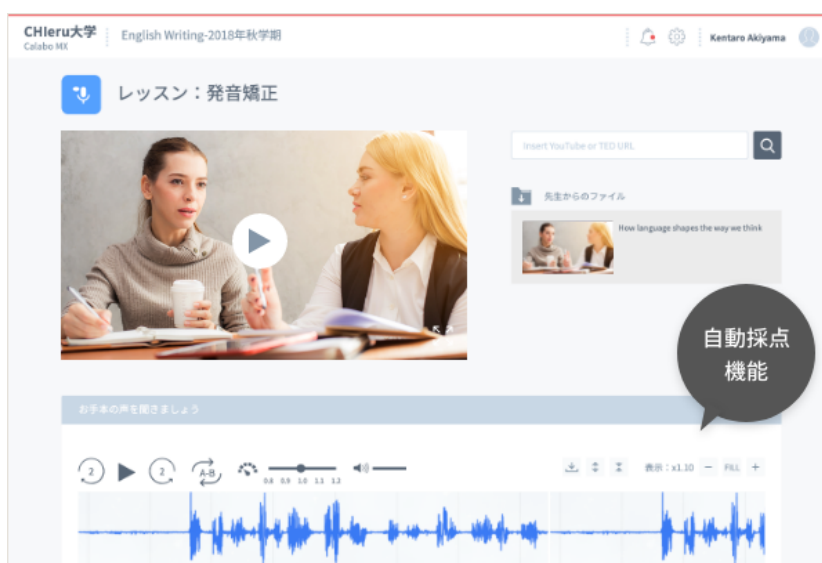 CHIeru大学
Calabo MX
English Writing-2018年秋学期
Kentaro Akiyama
レッスン：発音矯正
Insert YouTube or TED URL
先生からのファイル
How language shapes the way we think
自動採点
機能
お手本の声を聞きましょう
2
2
A-B
0.8 0.9 1.0 1.1 1.2
表示：x1.10 － FILL ＋